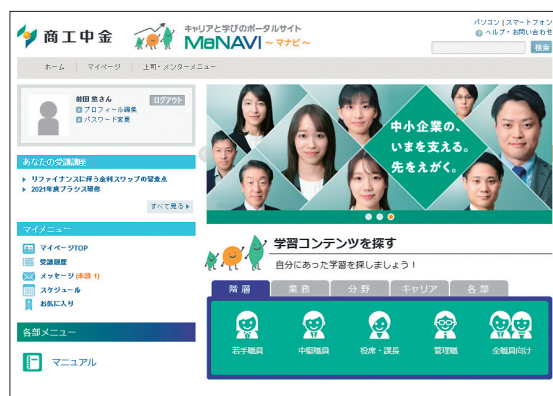 商工中金
キャリアと学びのポータルサイト
MaNAVI ～マナビ～
パソコン | スマートフォン
ヘルプ・お問い合わせ
検索
ホーム | マイページ | 上司・メンターメニュー
前田 悠さん
ログアウト
プロフィール編集
パスワード変更
あなたの受講講座
リファイナンスに伴う金利スワップの留意点
2021年度プラシス研修
すべて見る
マイメニュー
マイページTOP
受講履歴
メッセージ(未読 1)
スケジュール
お気に入り
各部メニュー
マニュアル
中小企業の、
いまを支える。
先をえがく。
学習コンテンツを探す
自分にあった学習を探しましょう！
階層
業務
分野
キャリア
各部
若手職員
中堅職員
役席・課長
管理職
全職員向け